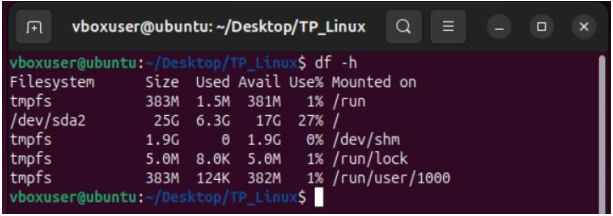 vboxuser@ubuntu: ~/Desktop/TP_Linux
vboxuser@ubuntu:~/Desktop/TP_Linux$ df -h
Filesystem      Size  Used Avail Use% Mounted on
tmpfs           383M  1.5M  381M   1% /run
/dev/sda2        25G  6.3G   17G  27% /
tmpfs           1.9G     0  1.9G   0% /dev/shm
tmpfs           5.0M  8.0K  5.0M   1% /run/lock
tmpfs           383M  124K  382M   1% /run/user/1000
vboxuser@ubuntu:~/Desktop/TP_Linux$